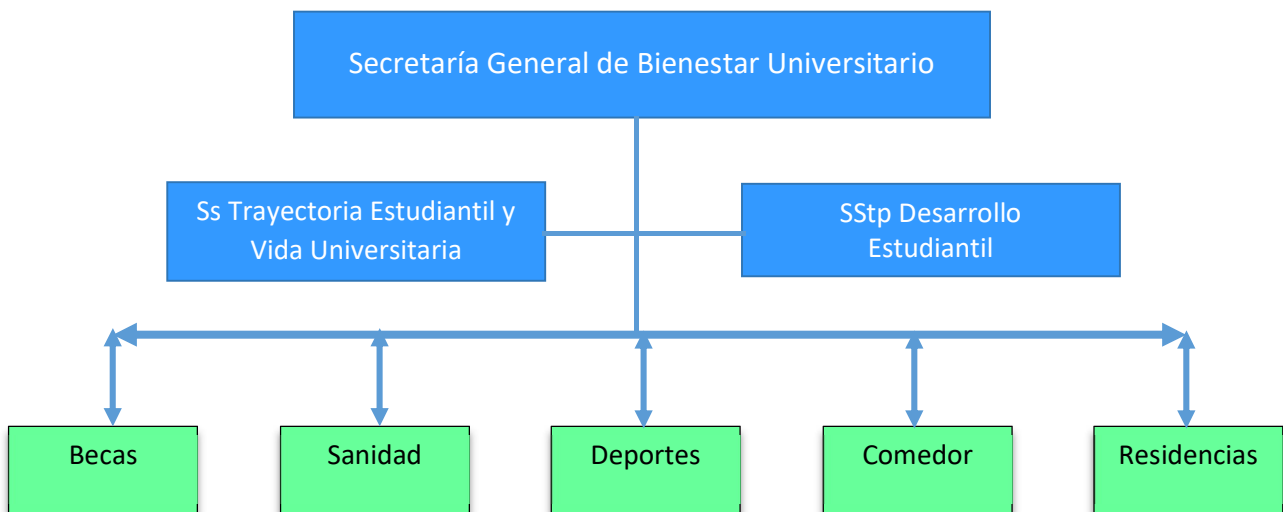 Secretaría General de Bienestar Universitario
Ss Trayectoria Estudiantil y
Vida Universitaria
SStp Desarrollo
Estudiantil
Becas
Sanidad
Deportes
Comedor
Residencias